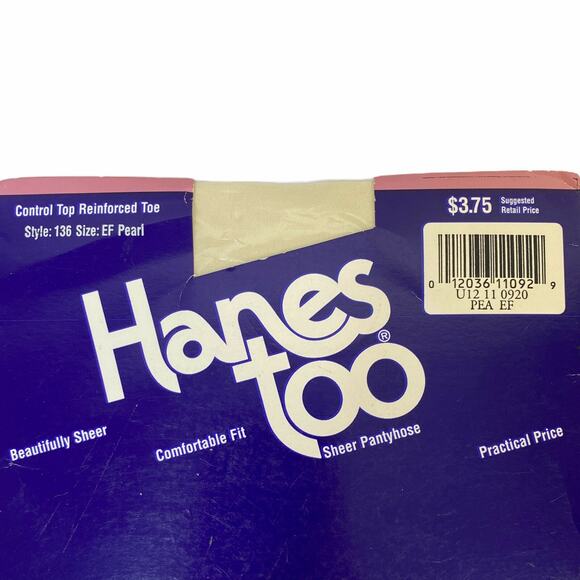 Control Top Reinforced Toe
Style: 136 Size: EF Pearl
$3.75 Suggested
Retail Price
0 12036 11092 9
U12 11 0920
PEA EF
Hanes
too®
Beautifully Sheer
Comfortable Fit
Sheer Pantyhose
Practical Price